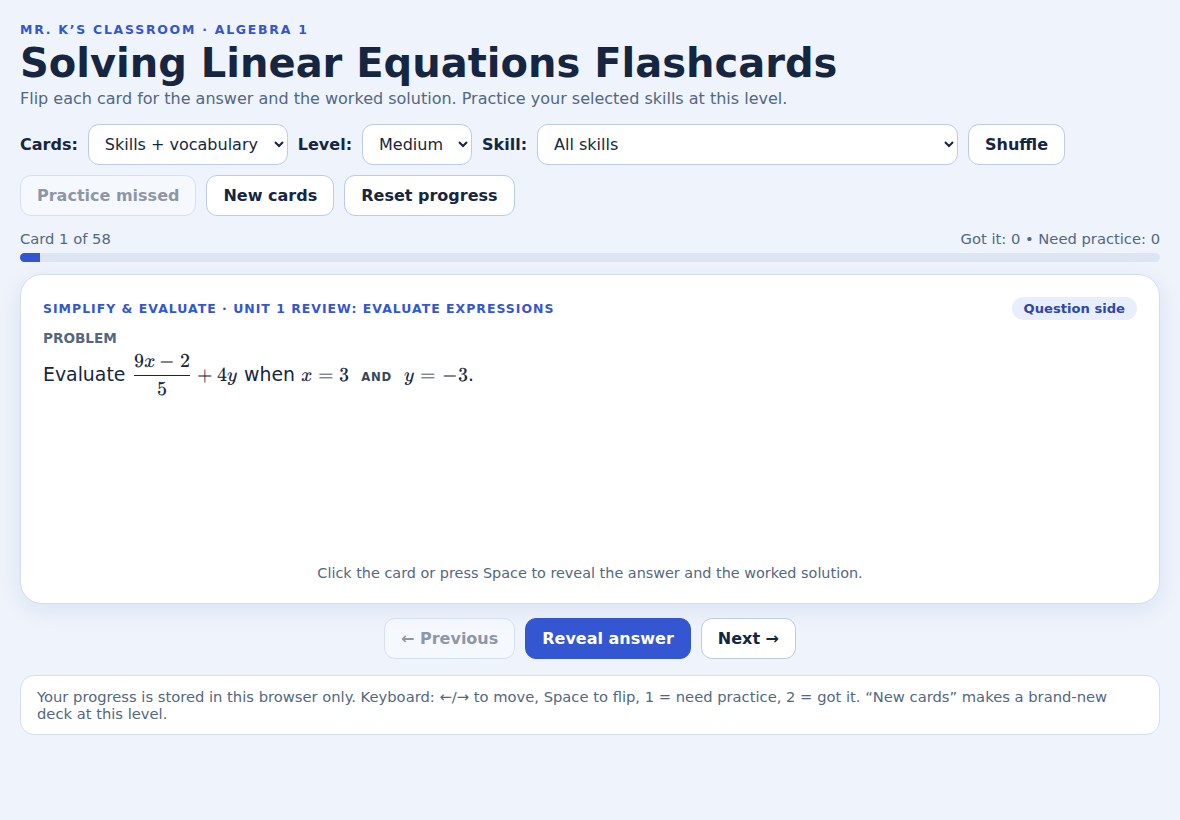 MR. K'S CLASSROOM · ALGEBRA 1
Solving Linear Equations Flashcards
Flip each card for the answer and the worked solution. Practice your selected skills at this level.
Cards: Skills + vocabulary Level: Medium Skill: All skills Shuffle
Practice missed New cards Reset progress
Card 1 of 58 Got it: 0 • Need practice: 0
SIMPLIFY & EVALUATE · UNIT 1 REVIEW: EVALUATE EXPRESSIONS Question side
PROBLEM
Evaluate (9x − 2)/5 + 4y when x = 3 AND y = −3.
Click the card or press Space to reveal the answer and the worked solution.
← Previous Reveal answer Next →
Your progress is stored in this browser only. Keyboard: ←/→ to move, Space to flip, 1 = need practice, 2 = got it. “New cards” makes a brand-new
deck at this level.